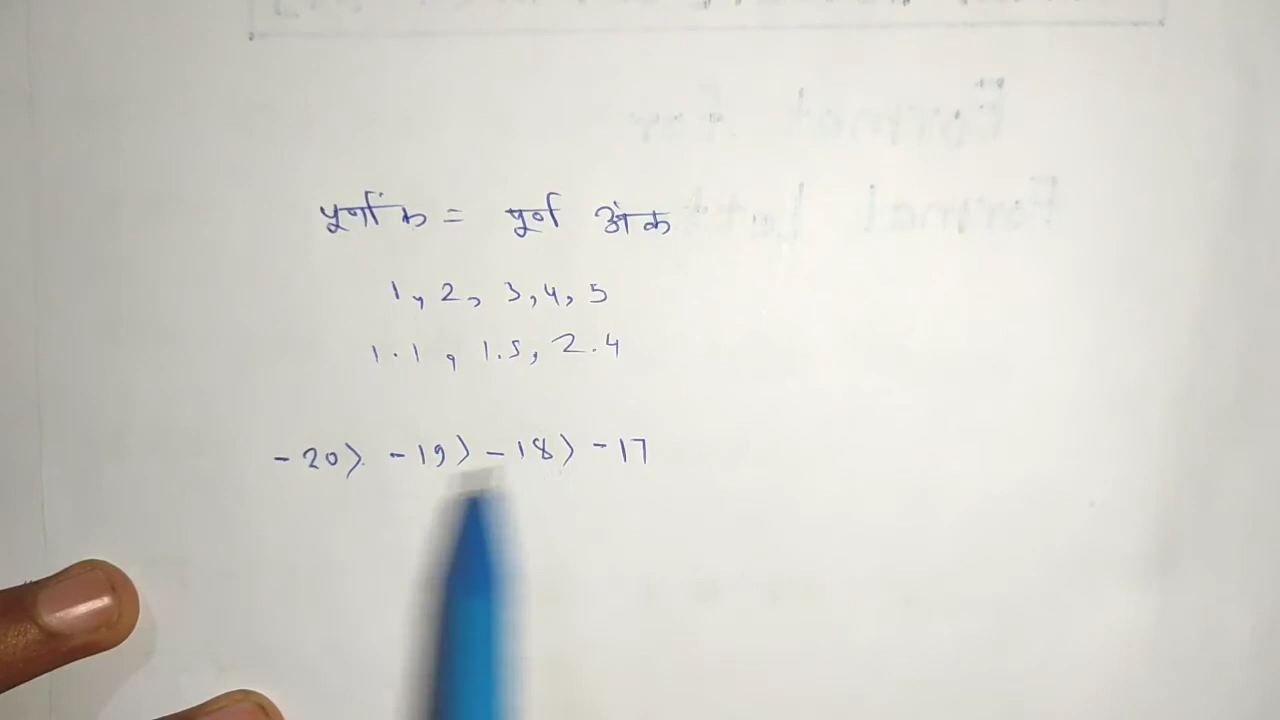 पूर्णांक = पूर्ण अंक
1, 2, 3, 4, 5
1.1, 1.5, 2.4
-20> -19> -18> -17